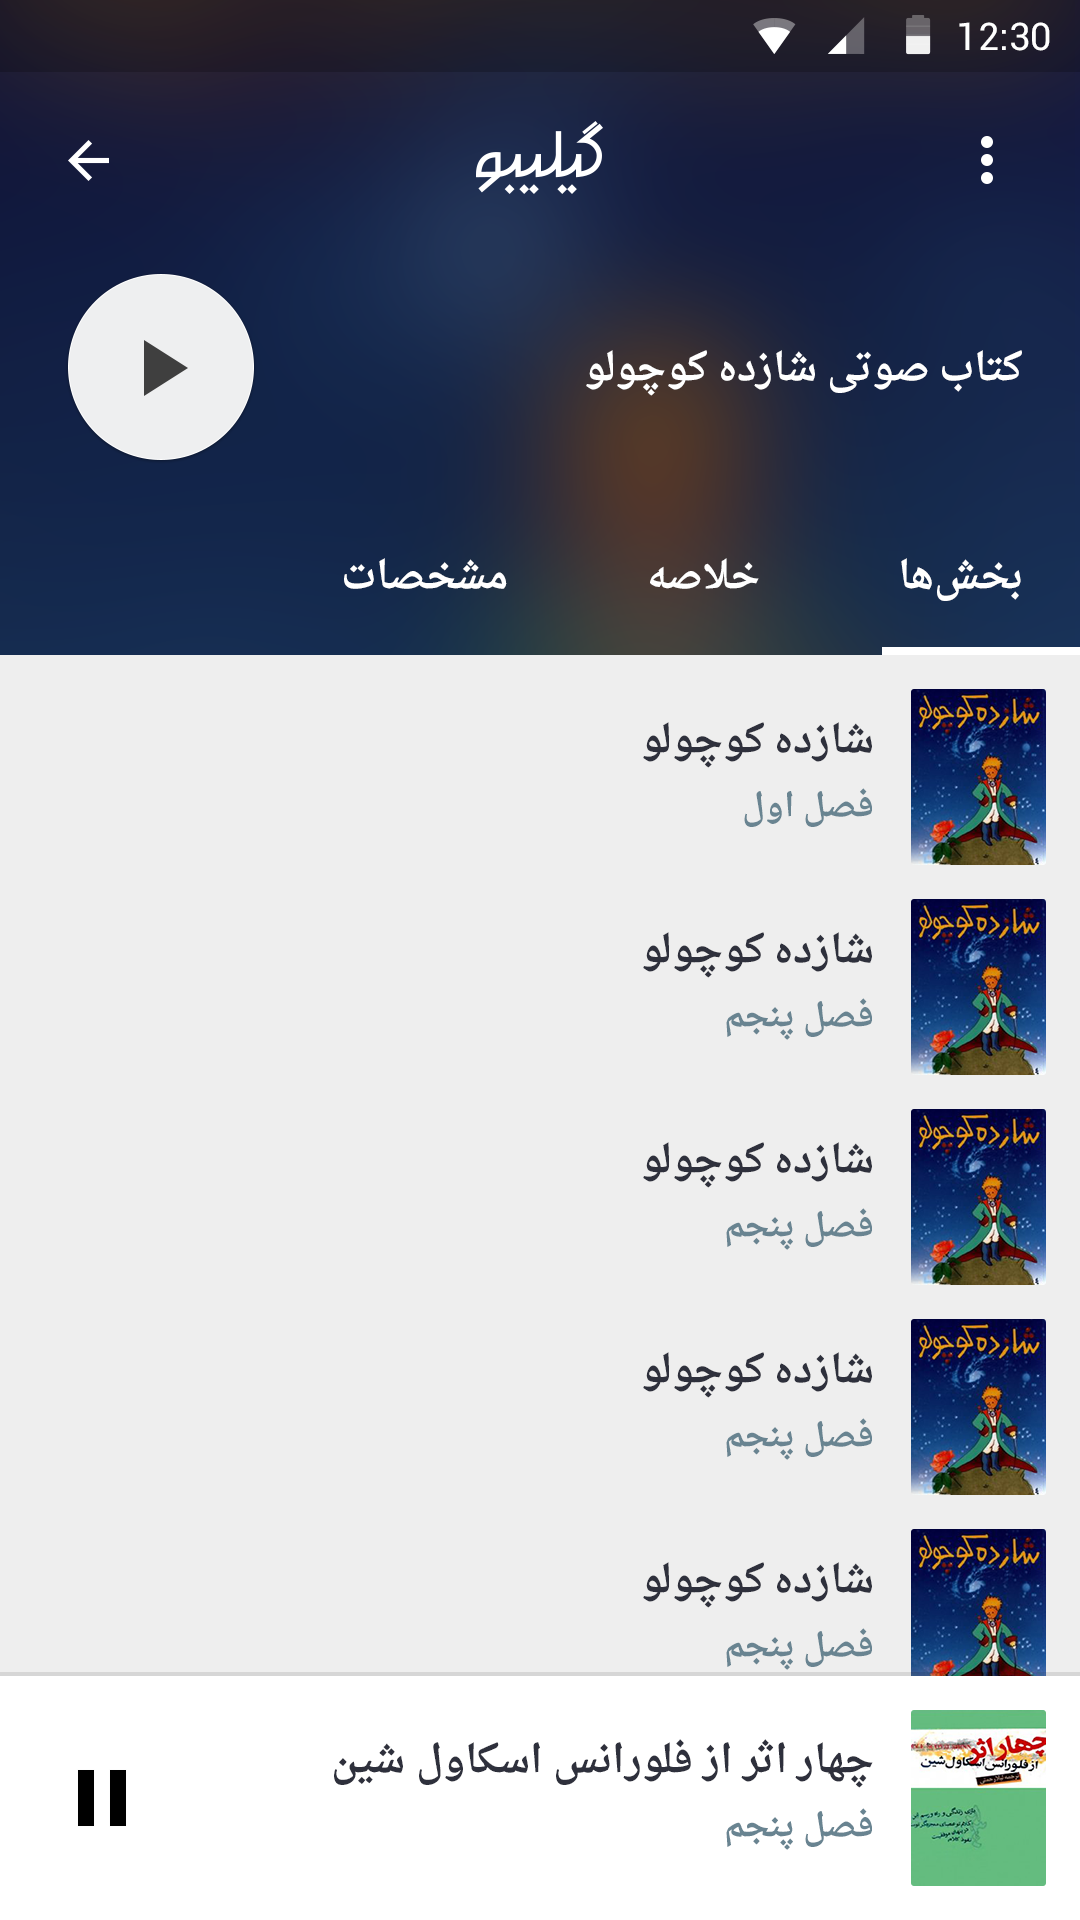 12:30
گیلیبو
کتاب صوتی شازده کوچولو
بخش‌ها
خلاصه
مشخصات
شازده کوچولو
شازده کوچولو
فصل اول
شازده کوچولو
شازده کوچولو
فصل پنجم
شازده کوچولو
شازده کوچولو
فصل پنجم
شازده کوچولو
شازده کوچولو
فصل پنجم
شازده کوچولو
شازده کوچولو
فصل پنجم
چهار اثر
از فلورانس اسکاول شین
چهار اثر از فلورانس اسکاول شین
فصل پنجم